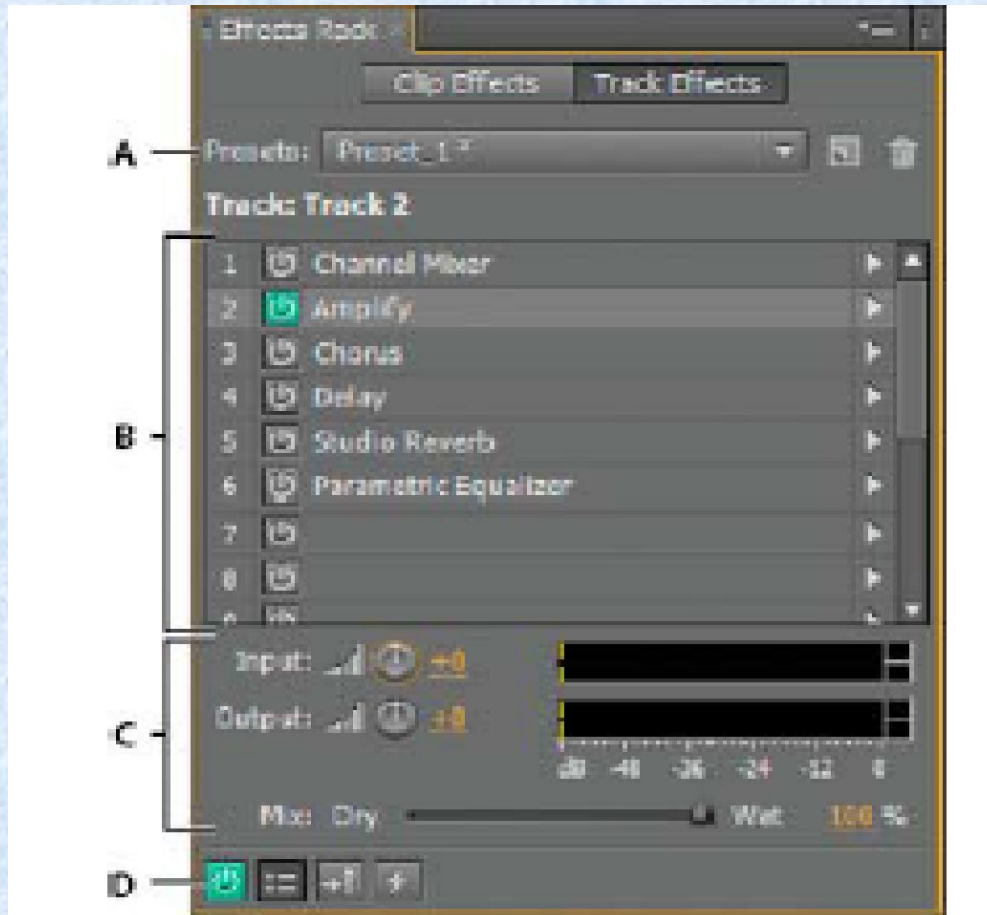 Effects Rack ×
Clip Effects Track Effects
A
Presets: Preset_1 *
Track: Track 2
B
1 Channel Mixer
2 Amplify
3 Chorus
4 Delay
5 Studio Reverb
6 Parametric Equalizer
7
8
9
C
Input: +0
Output: +0
dB -48 -36 -24 -12 0
Mix: Dry Wet 100 %
D